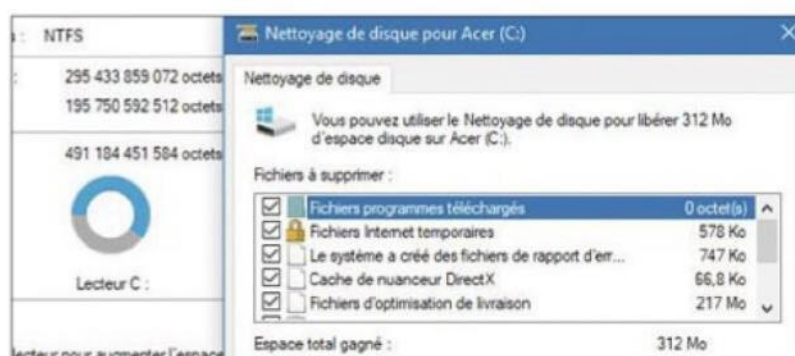 NTFS
295 433 859 072 octets
195 750 592 512 octets
491 184 451 584 octets
Lecteur C :
lecteur pour augmenter l'espace
Nettoyage de disque pour Acer (C:)
Nettoyage de disque
Vous pouvez utiliser le Nettoyage de disque pour libérer 312 Mo
d'espace disque sur Acer (C:).
Fichiers à supprimer :
Fichiers programmes téléchargés 0 octet(s)
Fichiers Internet temporaires 578 Ko
Le système a créé des fichiers de rapport d'err... 747 Ko
Cache de nuanceur DirectX 66,8 Ko
Fichiers d'optimisation de livraison 217 Mo
Espace total gagné : 312 Mo